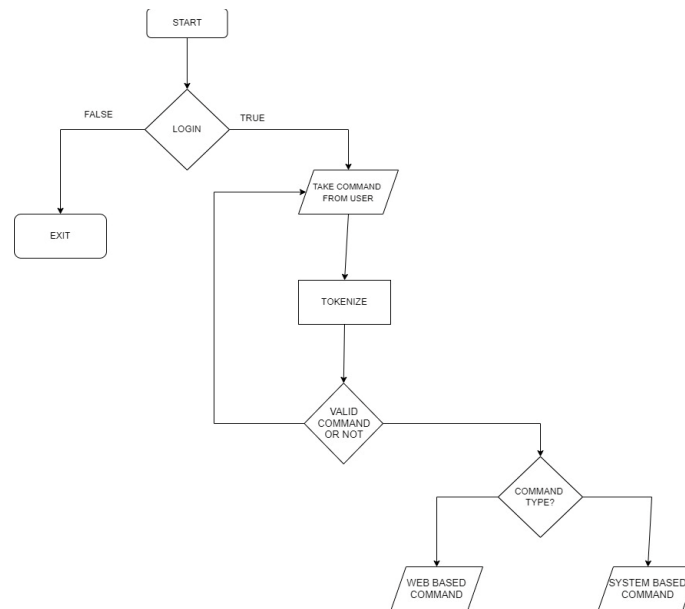 START
FALSE
TRUE
LOGIN
TAKE COMMAND
FROM USER
EXIT
TOKENIZE
VALID
COMMAND
OR NOT
COMMAND
TYPE?
WEB BASED
COMMAND
SYSTEM BASED
COMMAND